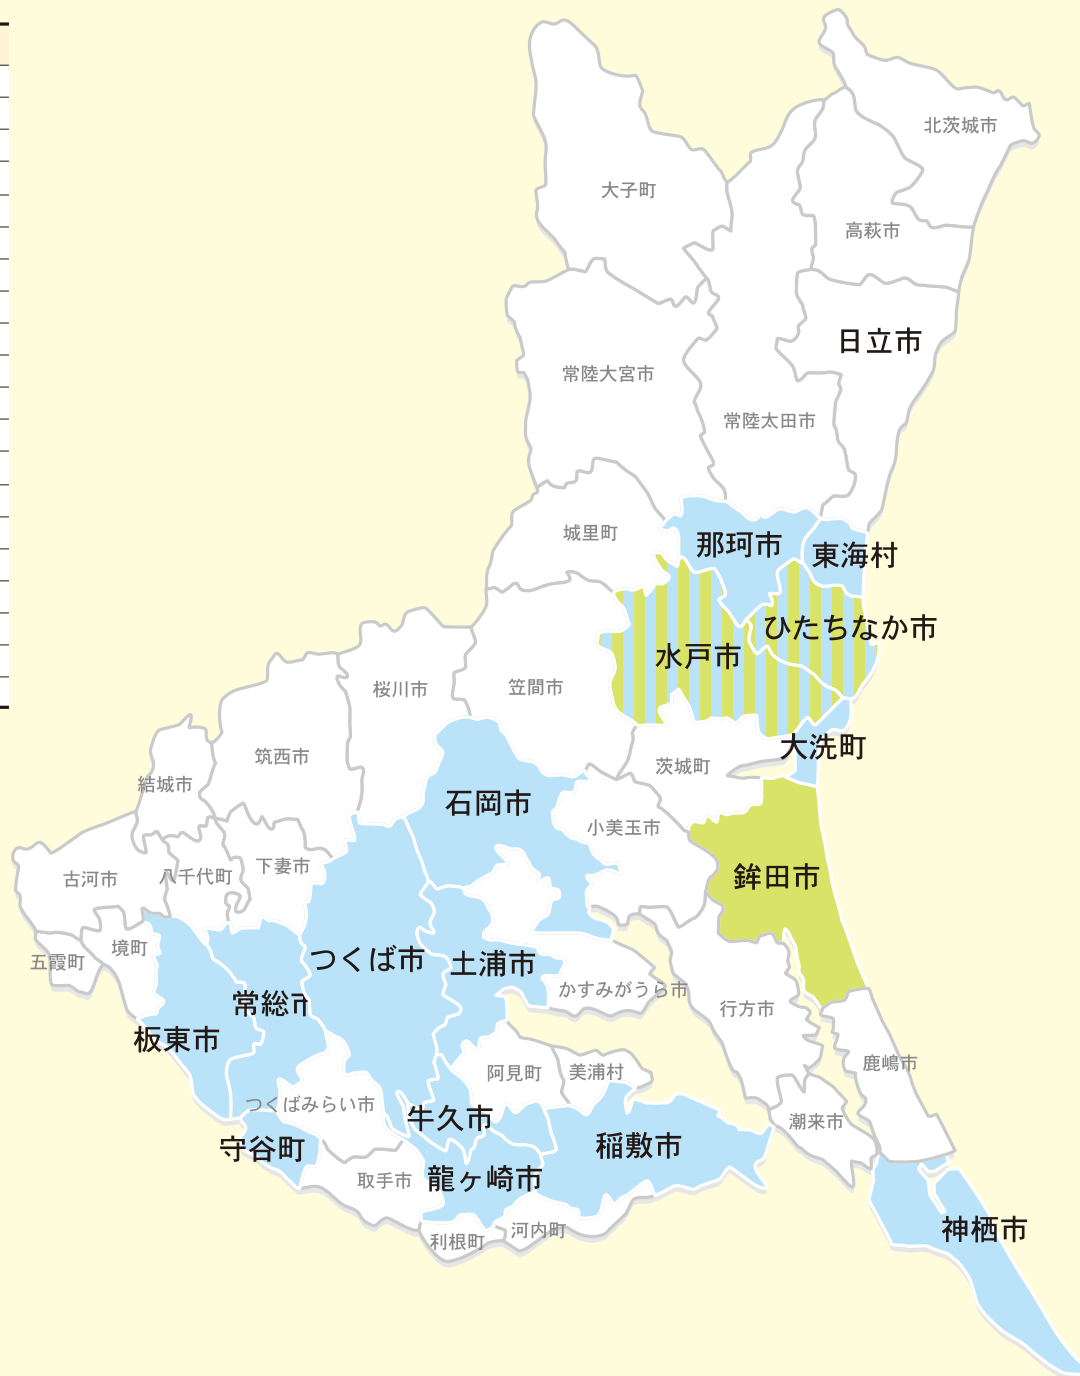 北茨城市
大子町
高萩市
日立市
常陸大宮市
常陸太田市
城里町
那珂市
東海村
ひたちなか市
水戸市
桜川市
笠間市
大洗町
筑西市
茨城町
結城市
石岡市
小美玉市
下妻市
八千代町
古河市
鉾田市
境町
五霞町
つくば市
土浦市
かすみがうら市
常総市
行方市
板東市
鹿嶋市
阿見町
美浦村
つくばみらい市
牛久市
潮来市
守谷町
稲敷市
取手市
龍ヶ崎市
河内町
利根町
神栖市